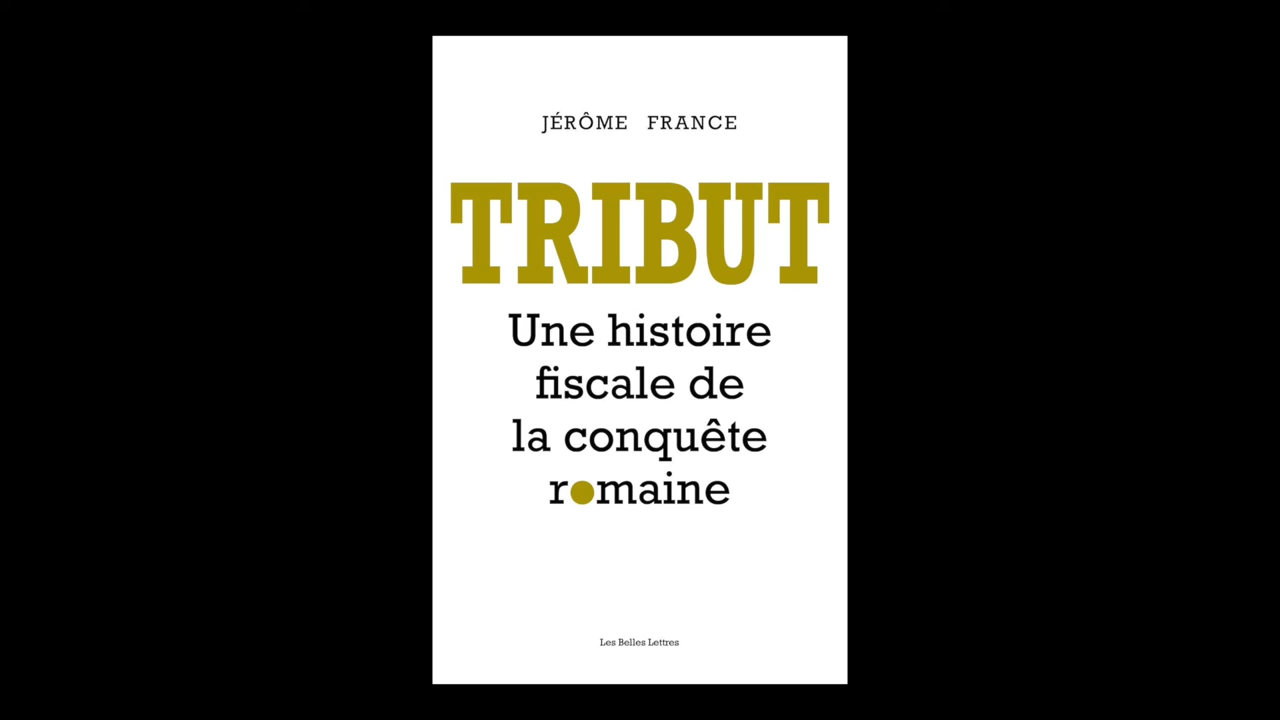 JÉRÔME FRANCE
TRIBUT
Une histoire
fiscale de
la conquête
romaine
Les Belles Lettres